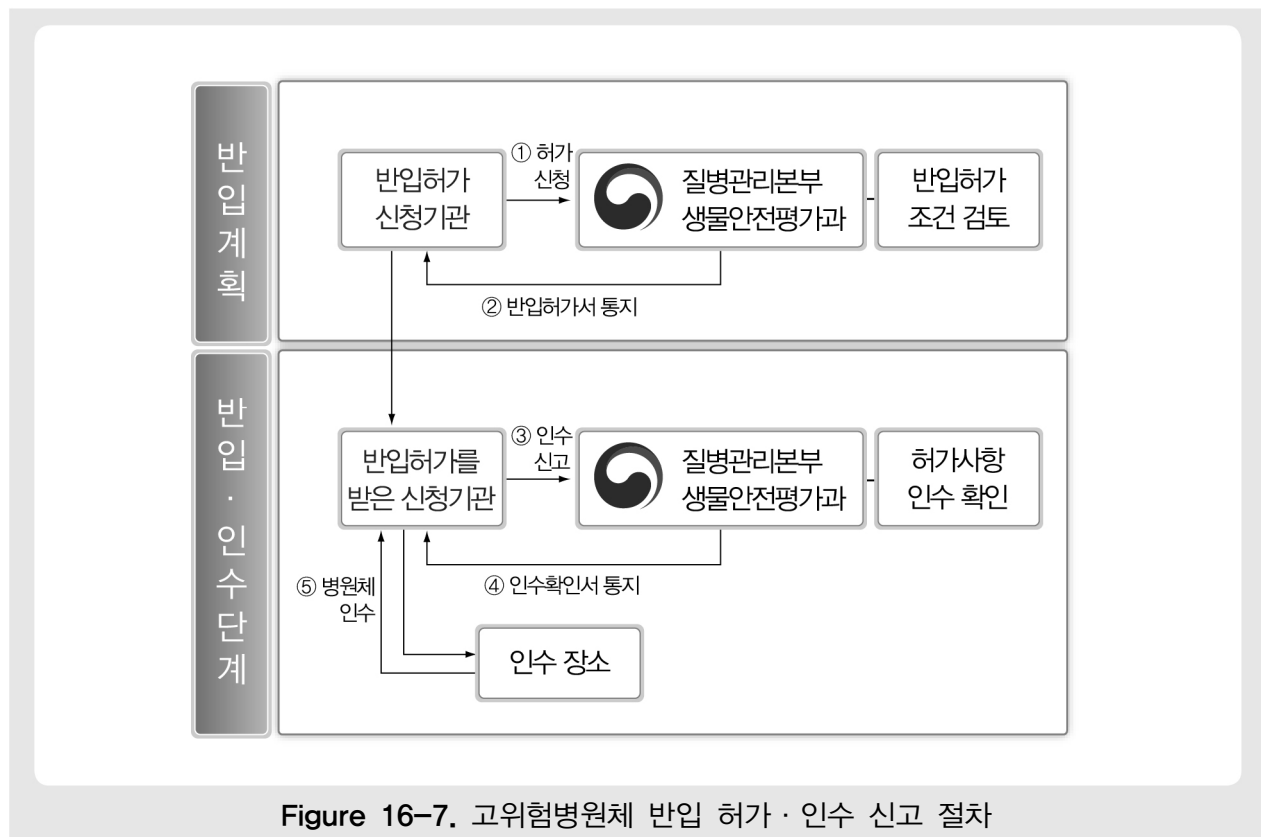 반입계획
반입허가
신청기관
① 허가
신청
질병관리본부
생물안전평가과
반입허가
조건 검토
② 반입허가서 통지
반입 · 인수단계
반입허가를
받은 신청기관
③ 인수
신고
질병관리본부
생물안전평가과
허가사항
인수 확인
④ 인수확인서 통지
⑤ 병원체
인수
인수 장소
Figure 16-7. 고위험병원체 반입 허가 · 인수 신고 절차